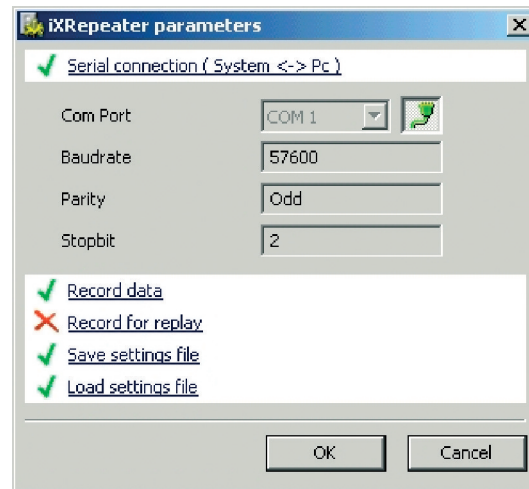 iXRepeater parameters
Serial connection ( System <-> Pc )
Com Port COM 1
Baudrate 57600
Parity Odd
Stopbit 2
Record data
Record for replay
Save settings file
Load settings file
OK Cancel